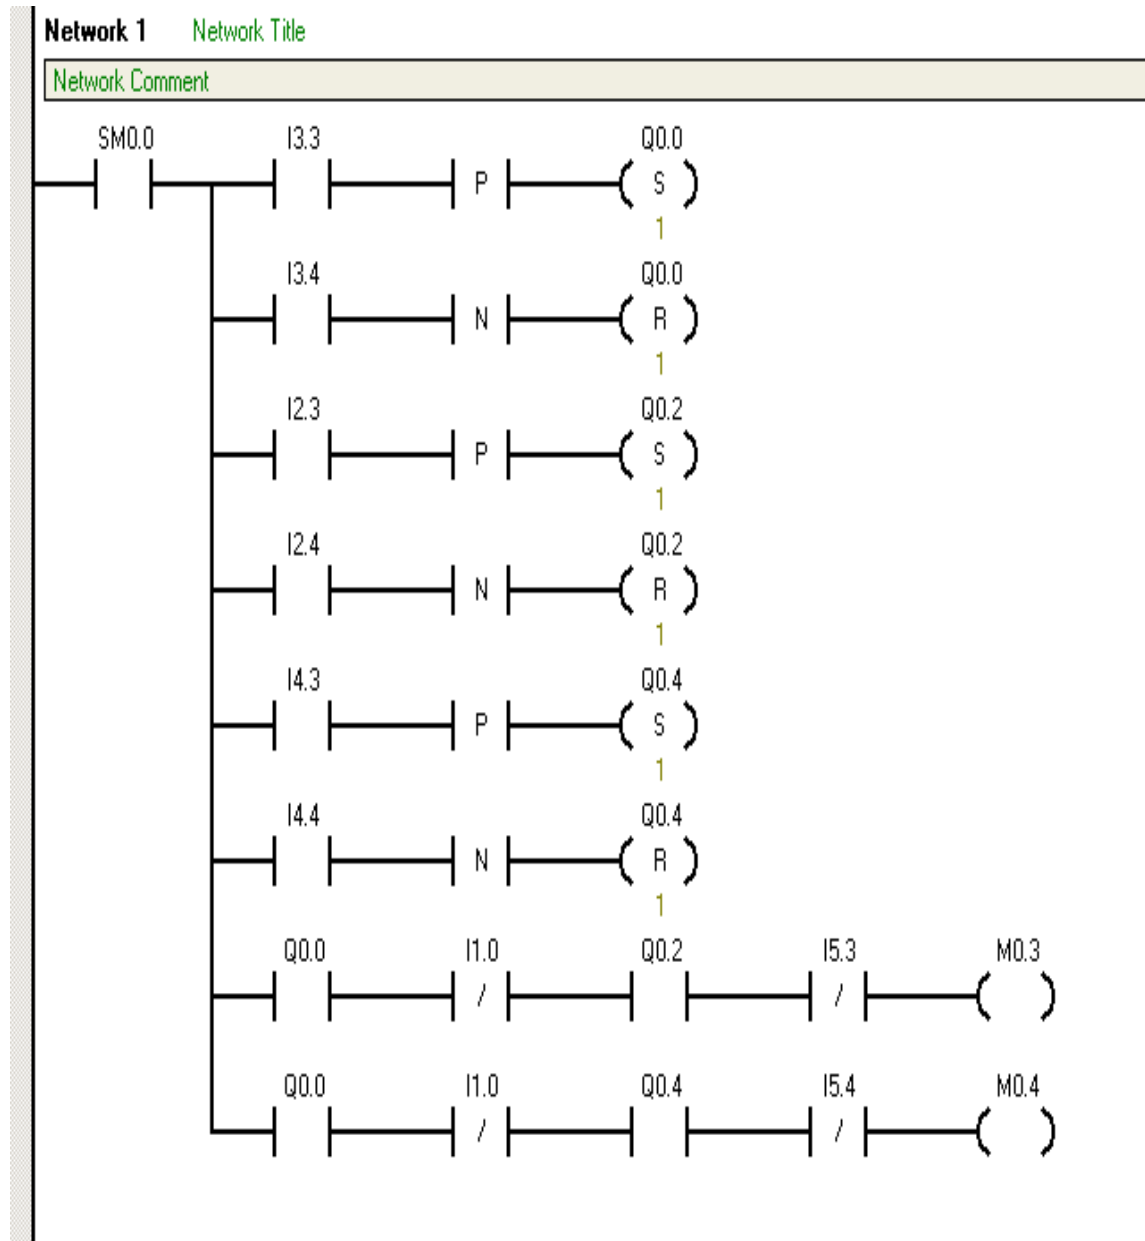 Network 1 Network Title
Network Comment
SM0.0 I3.3 Q0.0
P S
1
I3.4 Q0.0
N R
1
I2.3 Q0.2
P S
1
I2.4 Q0.2
N R
1
I4.3 Q0.4
P S
1
I4.4 Q0.4
N R
1
Q0.0 I1.0 Q0.2 I5.3 M0.3
/ /
Q0.0 I1.0 Q0.4 I5.4 M0.4
/ /